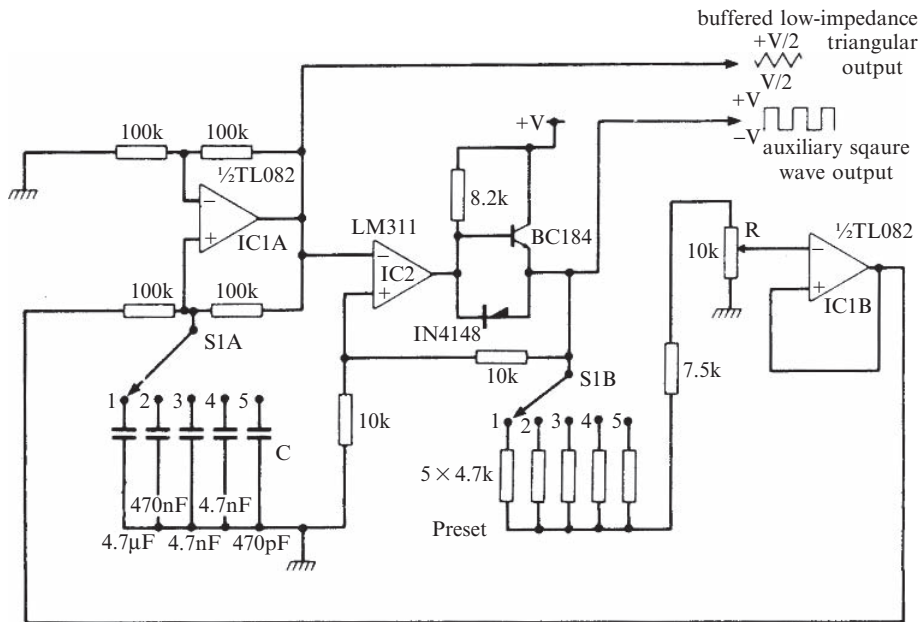 buffered low-impedance
triangular
output
+V/2
V/2
+V
−V
auxiliary sqaure
wave output
100k
100k
½TL082
−
+
IC1A
100k
100k
S1A
1 2 3 4 5
C
470nF 4.7nF
4.7μF 4.7nF 470pF
LM311
−
+
IC2
+V
8.2k
BC184
IN4148
10k
10k
S1B
1 2 3 4 5
5 × 4.7k
Preset
7.5k
R
10k
½TL082
−
+
IC1B